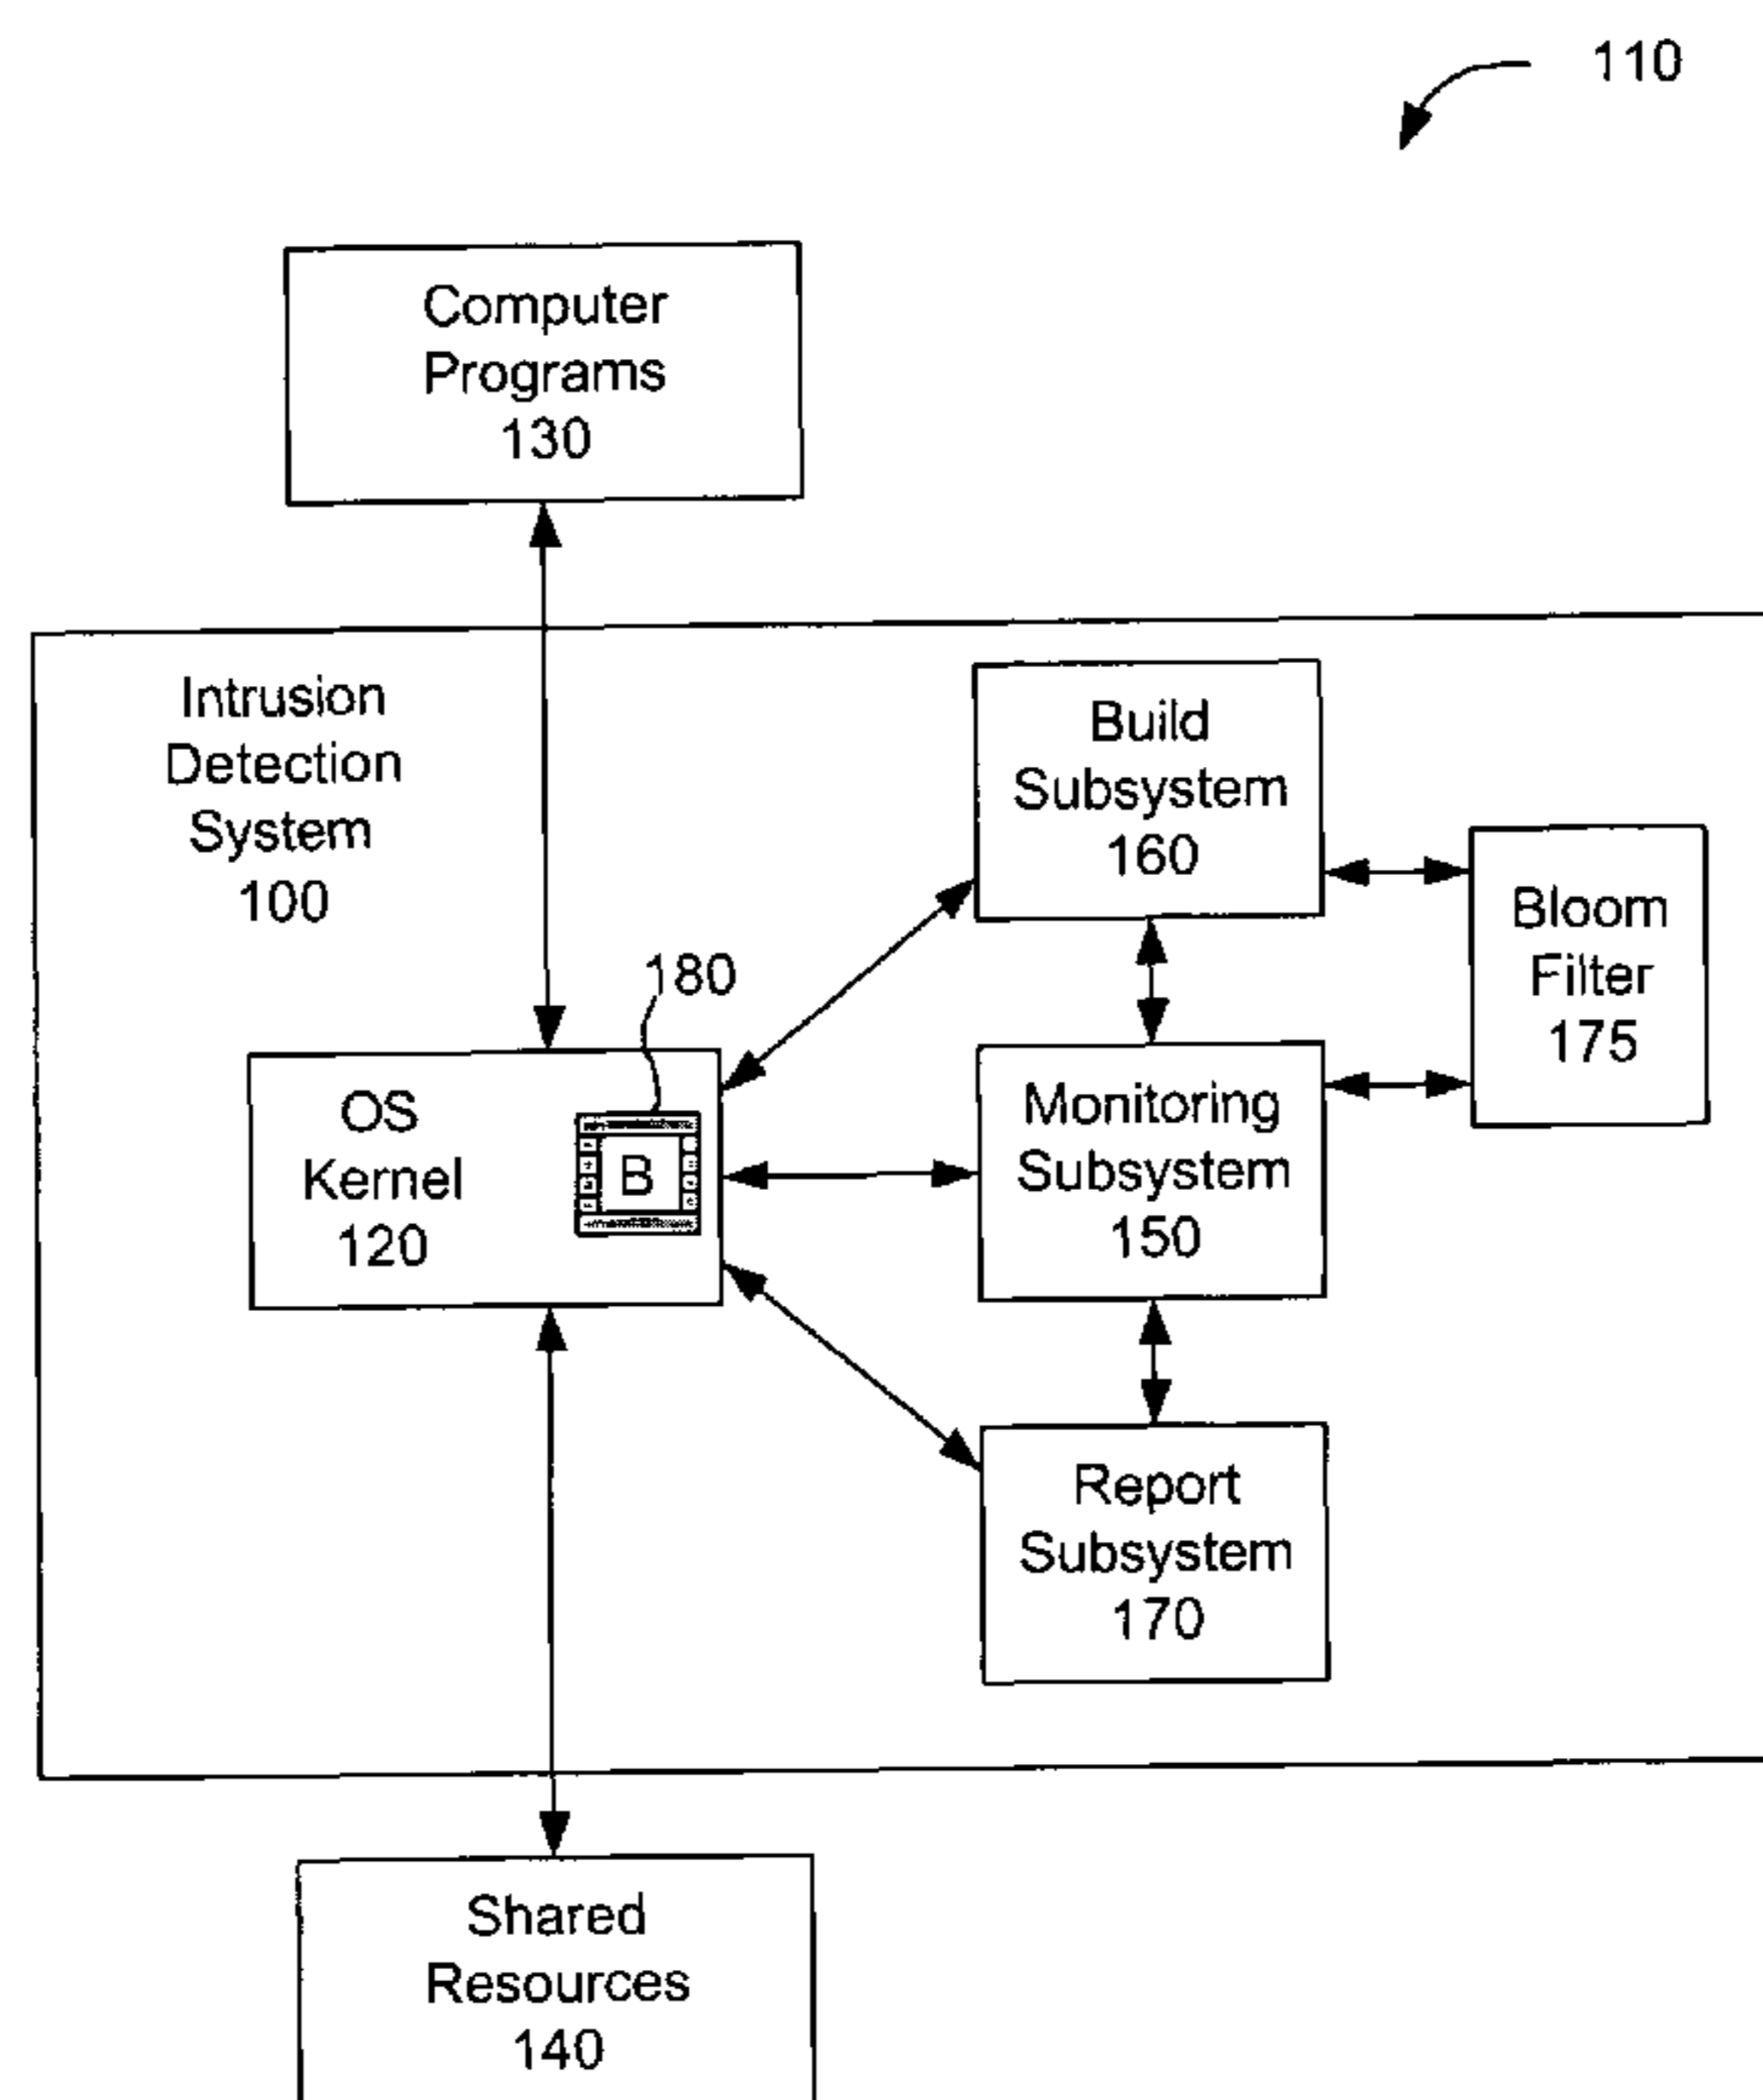 110
Computer
Programs
130
Intrusion
Detection
System
100
Build
Subsystem
160
Bloom
Filter
175
180
OS
Kernel
120
B
Monitoring
Subsystem
150
Report
Subsystem
170
Shared
Resources
140